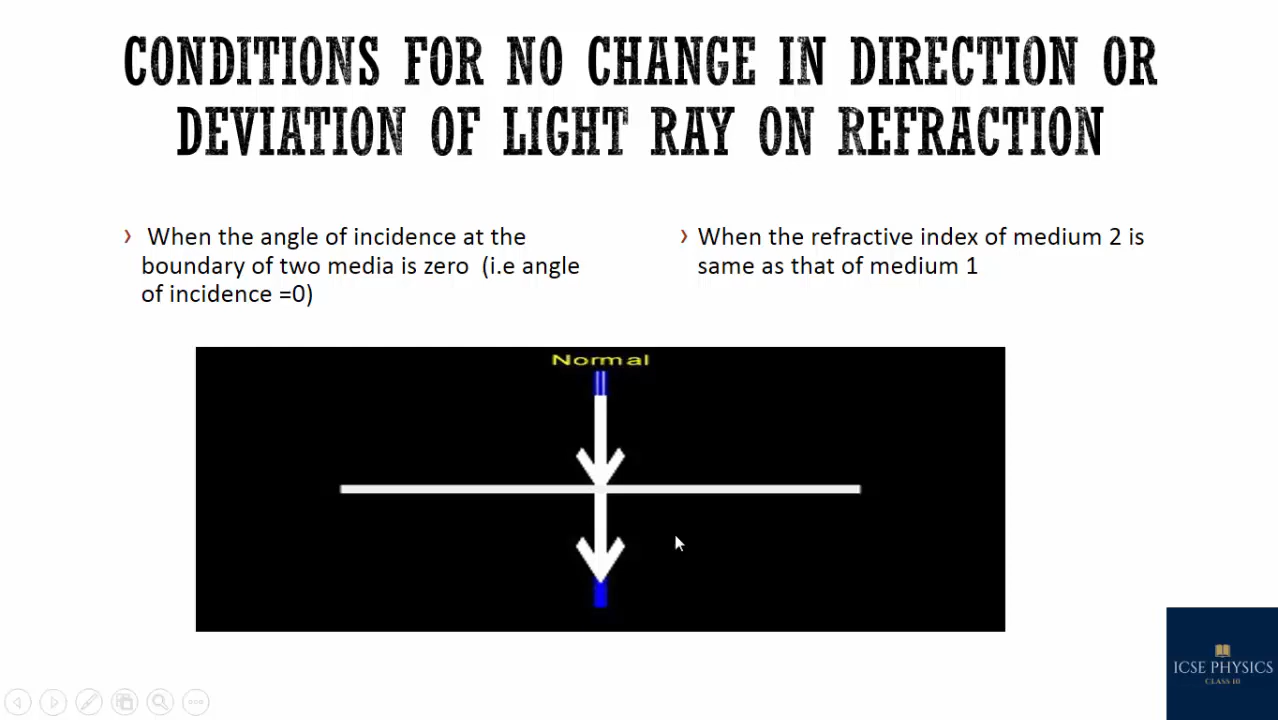 CONDITIONS FOR NO CHANGE IN DIRECTION OR
DEVIATION OF LIGHT RAY ON REFRACTION
When the angle of incidence at the
boundary of two media is zero (i.e angle
of incidence =0)
When the refractive index of medium 2 is
same as that of medium 1
Normal
ICSE PHYSICS
CLASS 10